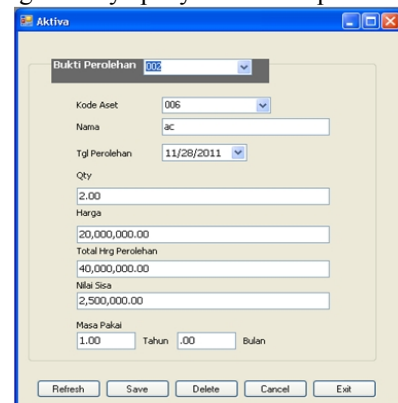 Aktiva
Bukti Perolehan 002
Kode Aset 006
Nama ac
Tgl Perolehan 11/28/2011
Qty
2.00
Harga
20,000,000.00
Total Hrg Perolehan
40,000,000.00
Nilai Sisa
2,500,000.00
Masa Pakai
1.00 Tahun .00 Bulan
Refresh Save Delete Cancel Exit